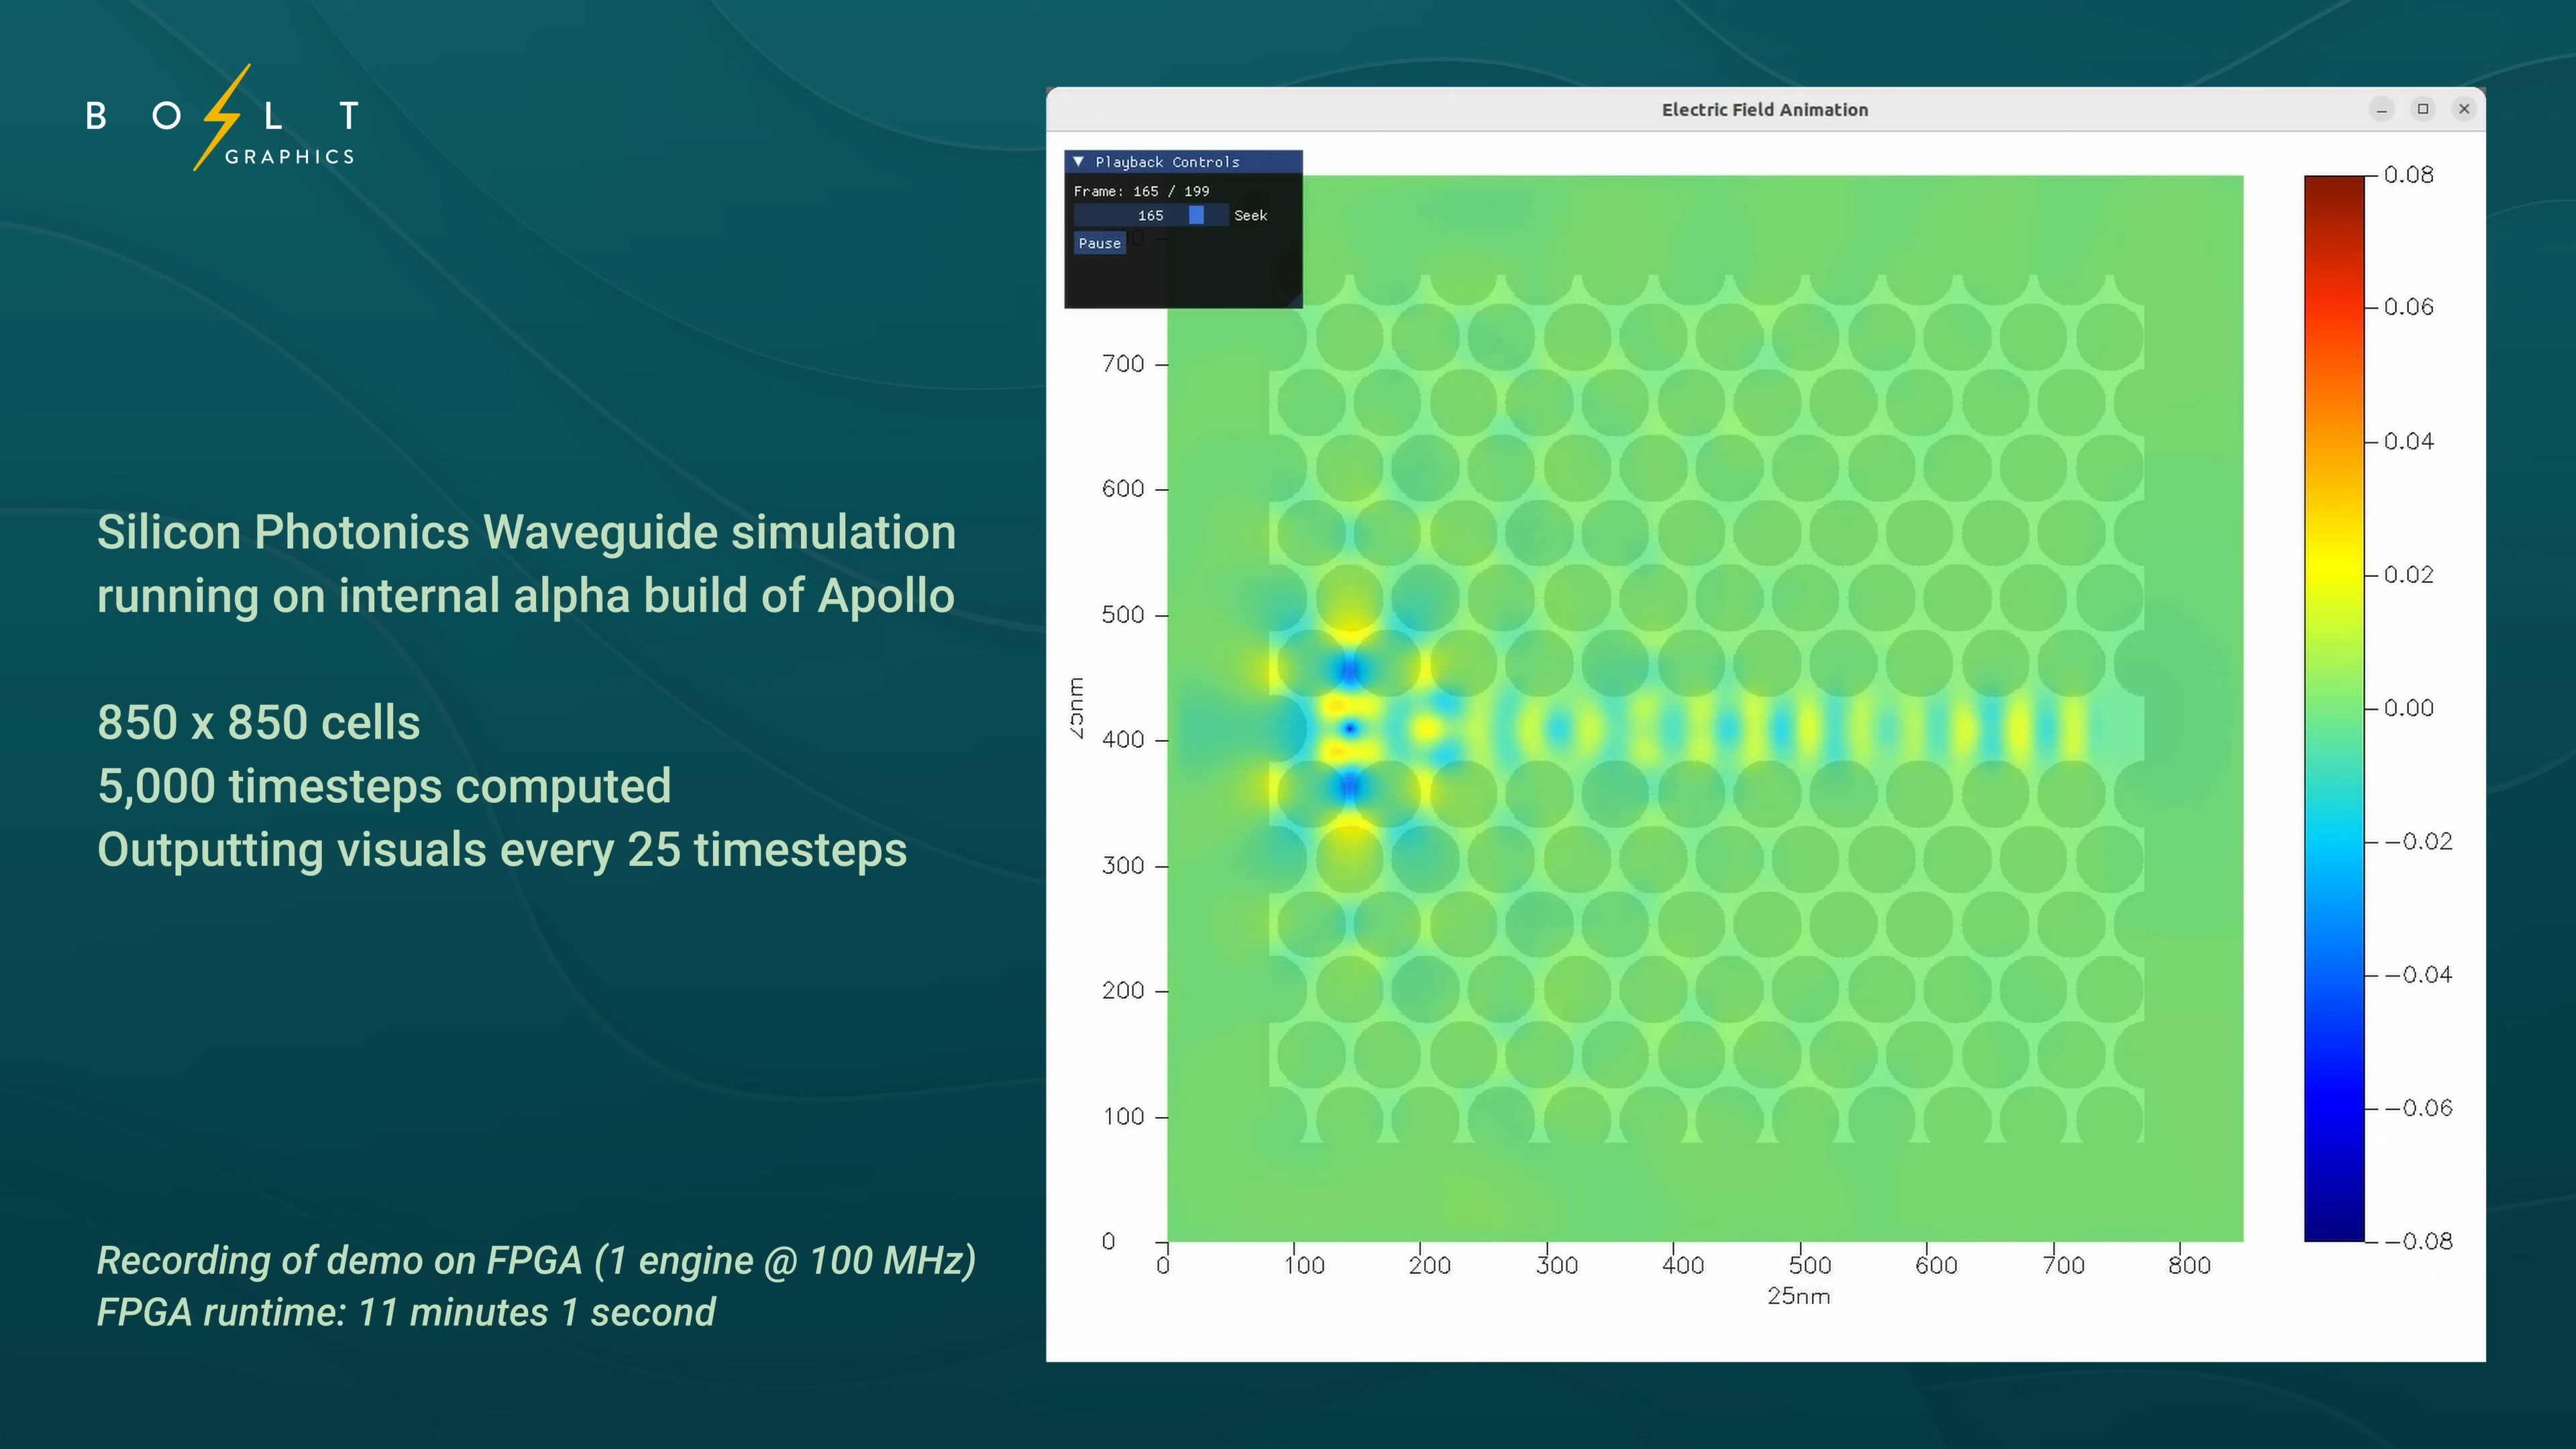 BOLT
GRAPHICS
Silicon Photonics Waveguide simulation
running on internal alpha build of Apollo
850 x 850 cells
5,000 timesteps computed
Outputting visuals every 25 timesteps
Recording of demo on FPGA (1 engine @ 100 MHz)
FPGA runtime: 11 minutes 1 second
Electric Field Animation
Playback Controls
Frame: 165 / 199
165 Seek
Pause
700
600
500
400
300
200
100
0
25nm
0 100 200 300 400 500 600 700 800
25nm
0.08
0.06
0.04
0.02
0.00
−0.02
−0.04
−0.06
−0.08